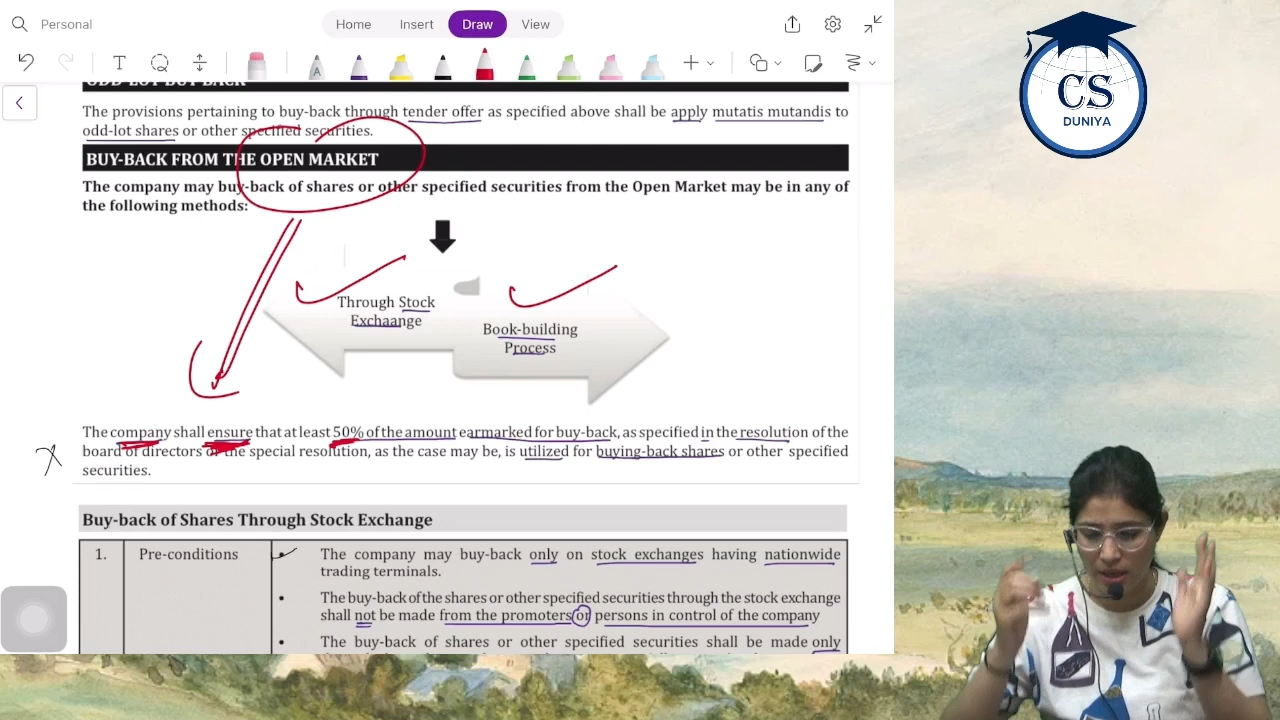 Personal
Home Insert Draw View
T
A
ODD-LOT BUY BACK
The provisions pertaining to buy-back through tender offer as specified above shall be apply mutatis mutandis to
odd-lot shares or other specified securities.
BUY-BACK FROM THE OPEN MARKET
The company may buy-back of shares or other specified securities from the Open Market may be in any of
the following methods:
Through Stock
Exchaange
Book-building
Process
The company shall ensure that at least 50% of the amount earmarked for buy-back, as specified in the resolution of the
board of directors or the special resolution, as the case may be, is utilized for buying-back shares or other specified
securities.
Buy-back of Shares Through Stock Exchange
1. Pre-conditions • The company may buy-back only on stock exchanges having nationwide
trading terminals.
• The buy-back of the shares or other specified securities through the stock exchange
shall not be made from the promoters or persons in control of the company
• The buy-back of shares or other specified securities shall be made only
CS
DUNIYA